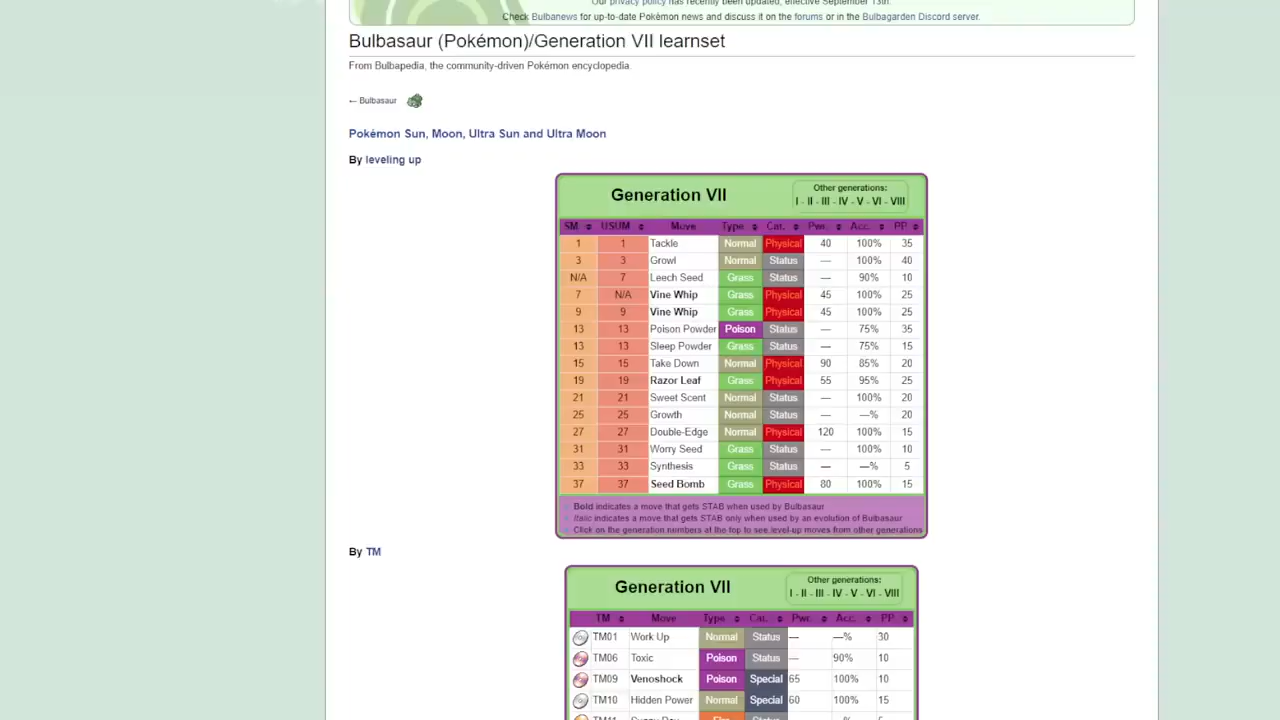 Our privacy policy has recently been updated, effective September 13th.
Check Bulbanews for up-to-date Pokémon news and discuss it on the forums or in the Bulbagarden Discord server.
Bulbasaur (Pokémon)/Generation VII learnset
From Bulbapedia, the community-driven Pokémon encyclopedia.
← Bulbasaur
Pokémon Sun, Moon, Ultra Sun and Ultra Moon
By leveling up
Generation VII
Other generations:
I - II - III - IV - V - VI - VIII
SM USUM Move Type Cat. Pwr. Acc. PP
1 1 Tackle Normal Physical 40 100% 35
3 3 Growl Normal Status — 100% 40
N/A 7 Leech Seed Grass Status — 90% 10
7 N/A Vine Whip Grass Physical 45 100% 25
9 9 Vine Whip Grass Physical 45 100% 25
13 13 Poison Powder Poison Status — 75% 35
13 13 Sleep Powder Grass Status — 75% 15
15 15 Take Down Normal Physical 90 85% 20
19 19 Razor Leaf Grass Physical 55 95% 25
21 21 Sweet Scent Normal Status — 100% 20
25 25 Growth Normal Status — —% 20
27 27 Double-Edge Normal Physical 120 100% 15
31 31 Worry Seed Grass Status — 100% 10
33 33 Synthesis Grass Status — —% 5
37 37 Seed Bomb Grass Physical 80 100% 15
Bold indicates a move that gets STAB when used by Bulbasaur
Italic indicates a move that gets STAB only when used by an evolution of Bulbasaur
Click on the generation numbers at the top to see level-up moves from other generations
By TM
Generation VII
Other generations:
I - II - III - IV - V - VI - VIII
TM Move Type Cat. Pwr. Acc. PP
TM01 Work Up Normal Status — —% 30
TM06 Toxic Poison Status — 90% 10
TM09 Venoshock Poison Special 65 100% 10
TM10 Hidden Power Normal Special 60 100% 15